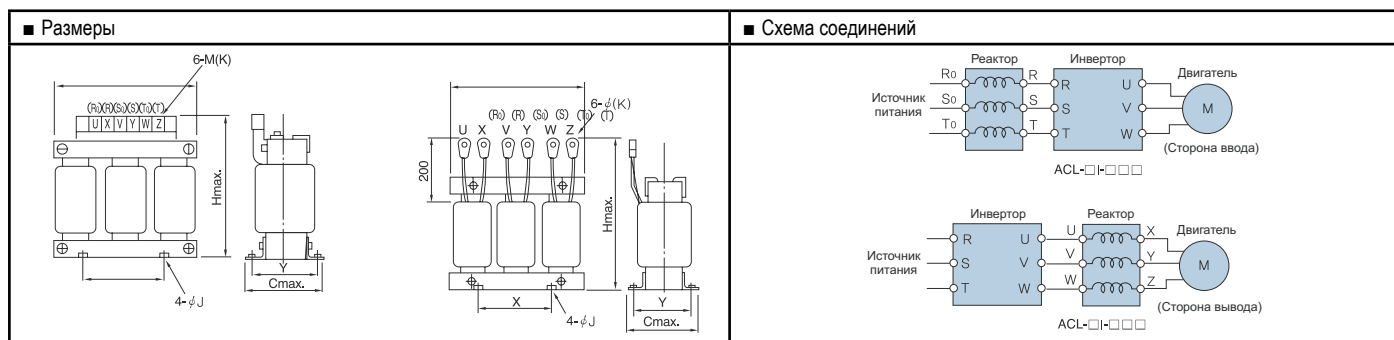 ■ Размеры
6-M(K)
(R0)(R)(S0)(S)(T0)(T)
U X V Y W Z
Hmax.
4-ϕJ
Y
Cmax.
6-ϕ(K)
(R0) (R) (S0) (S) (T0) (T)
U X V Y W Z
200
Hmax.
X
4-ϕJ
Y
Cmax.
■ Схема соединений
Реактор
Инвертор
Двигатель
Источник
питания
R0 R R U
S0 S S V M
T0 T T W
(Сторона ввода)
ACL-□I-□□□
Инвертор
Реактор
Двигатель
Источник
питания
R U U X
S V V Y M
T W W Z
(Сторона вывода)
ACL-□I-□□□